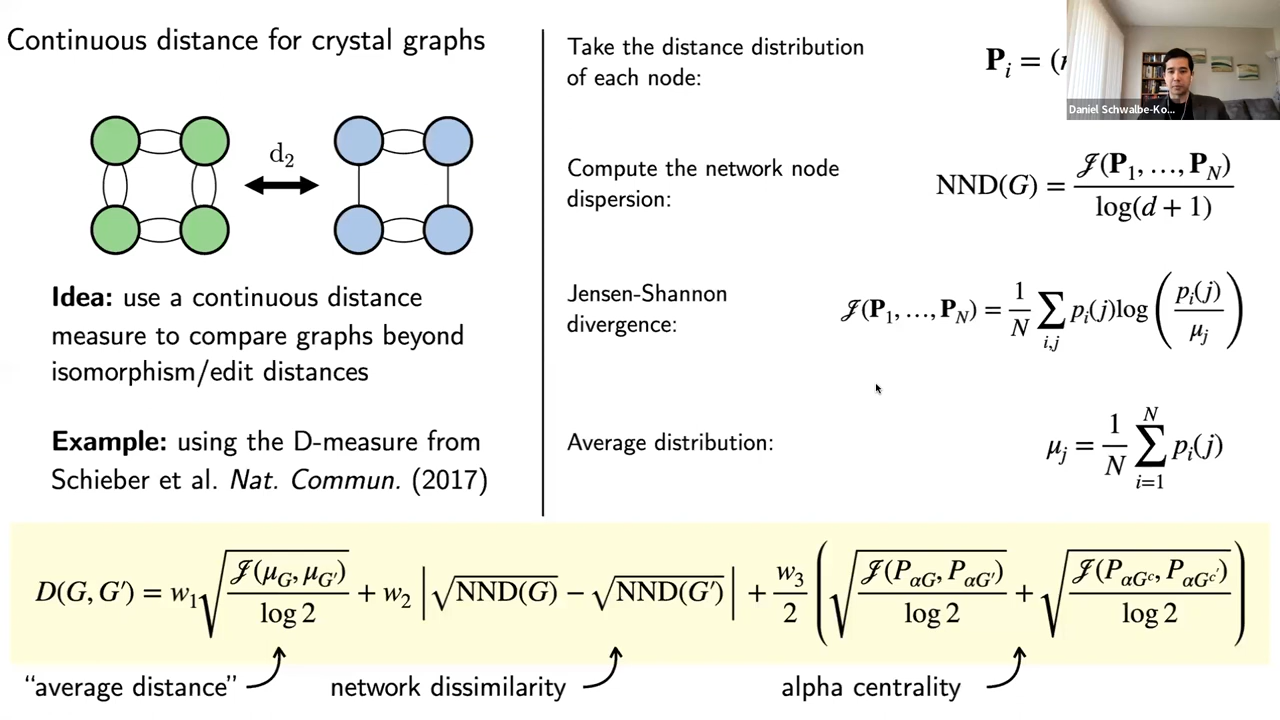 Continuous distance for crystal graphs
d₂
Idea: use a continuous distance
measure to compare graphs beyond
isomorphism/edit distances
Example: using the D-measure from
Schieber et al. Nat. Commun. (2017)
Take the distance distribution
of each node:
𝐏ᵢ = (
Daniel Schwalbe-Ko...
Compute the network node
dispersion:
NND(G) = 𝒥(𝐏₁, …, 𝐏_N) / log(d + 1)
Jensen-Shannon
divergence:
𝒥(𝐏₁, …, 𝐏_N) = 1/N ∑_{i,j} pᵢ(j)log(pᵢ(j)/μⱼ)
Average distribution:
μⱼ = 1/N ∑_{i=1}^{N} pᵢ(j)
D(G, G′) = w₁√(𝒥(μ_G, μ_G′)/log 2) + w₂|√NND(G) − √NND(G′)| + w₃/2 (√(𝒥(P_αG, P_αG′)/log 2) + √(𝒥(P_αGᶜ, P_αGᶜ′)/log 2))
“average distance”
network dissimilarity
alpha centrality